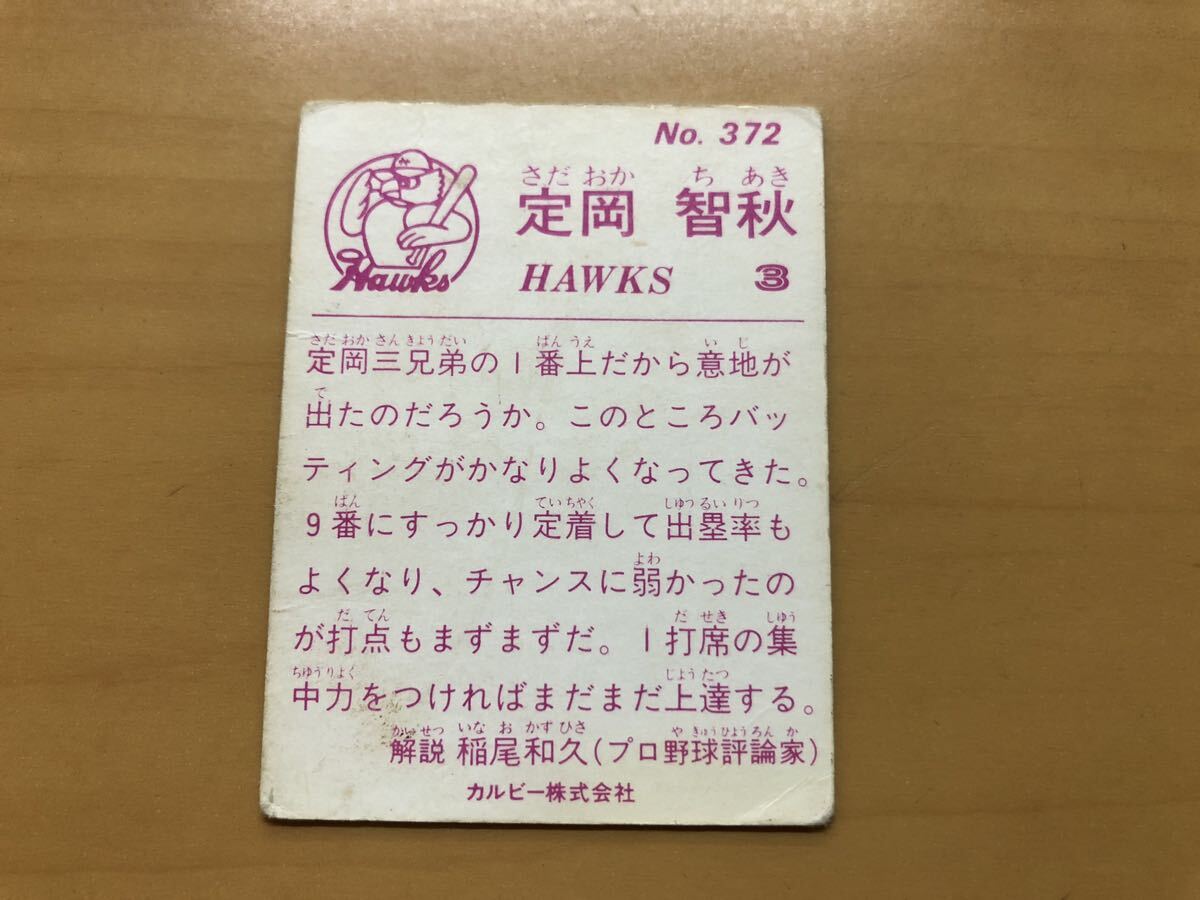 No. 372
さだ おか ち あき
定岡 智秋
Hawks
HAWKS 3
さだ おか さん きょうだい ばん うえ い じ
定岡三兄弟の1番上だから意地が
で
出たのだろうか。このところバッ
ティングがかなりよくなってきた。
ばん ていちゃく しゅつ るい りつ
9番にすっかり定着して出塁率も
よわ
よくなり、チャンスに弱かったの
だ てん だ せき しゅう
が打点もまずまずだ。1打席の集
ちゅうりょく じょう たつ
中力をつければまだまだ上達する。
かい せつ いな お かず ひさ や きゅう ひょう ろん か
解説 稲尾和久(プロ野球評論家)
カルビー株式会社